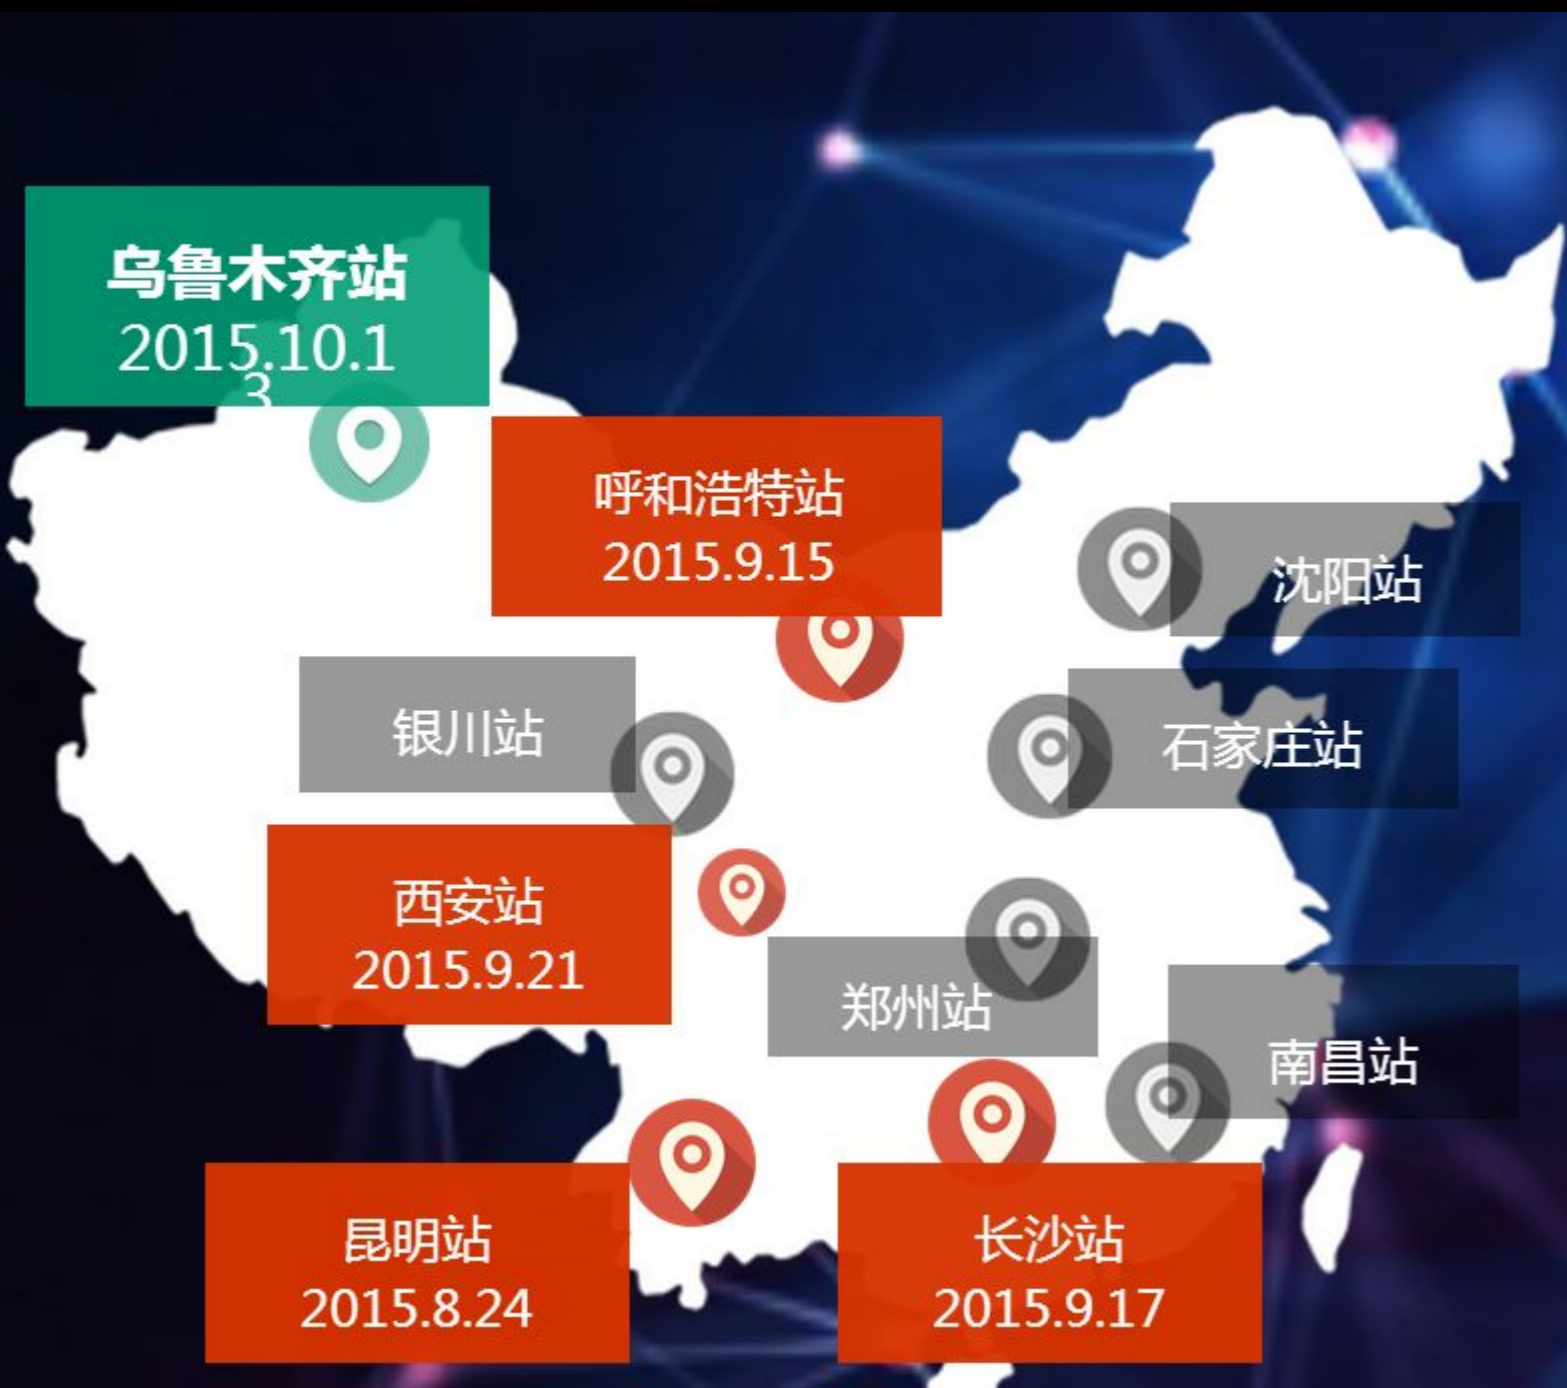 乌鲁木齐站
2015.10.1
3
呼和浩特站
2015.9.15
沈阳站
银川站
石家庄站
西安站
2015.9.21
郑州站
南昌站
昆明站
2015.8.24
长沙站
2015.9.17